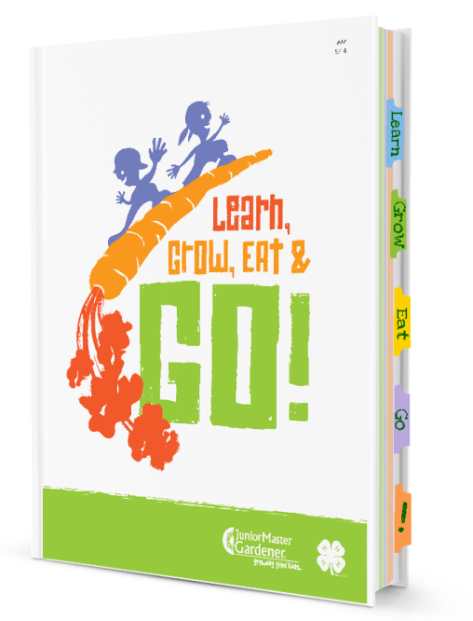 Learn,
Grow, Eat &
GO!
Junior Master
Gardener.
growing good kids
Learn
Grow
Eat
Go
!